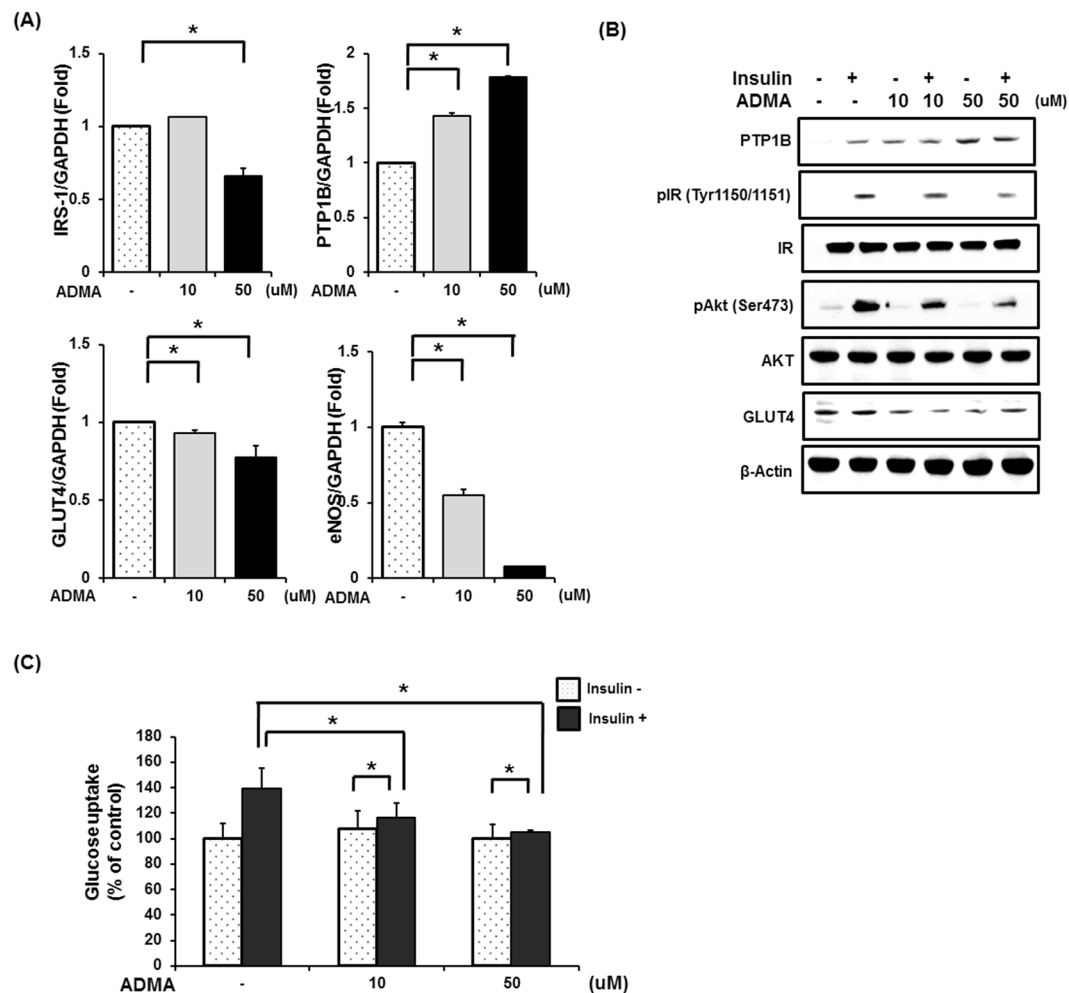 (A)
*
IRS-1/GAPDH (Fold)
1.5
1
0.5
0
ADMA - 10 50 (uM)
*
*
PTP1B/GAPDH (Fold)
2
1.5
1
0.5
0
ADMA - 10 50 (uM)
*
*
GLUT4/GAPDH (Fold)
1.5
1
0.5
0
ADMA - 10 50 (uM)
*
*
eNOS/GAPDH (Fold)
1.5
1
0.5
0
ADMA - 10 50 (uM)
(B)
Insulin - + - + - +
ADMA - - 10 10 50 50 (uM)
PTP1B
pIR (Tyr1150/1151)
IR
pAkt (Ser473)
AKT
GLUT4
β-Actin
(C)
Insulin -
Insulin +
*
*
*
*
Glucose uptake
(% of control)
180
160
140
120
100
80
60
40
20
0
ADMA - 10 50 (uM)